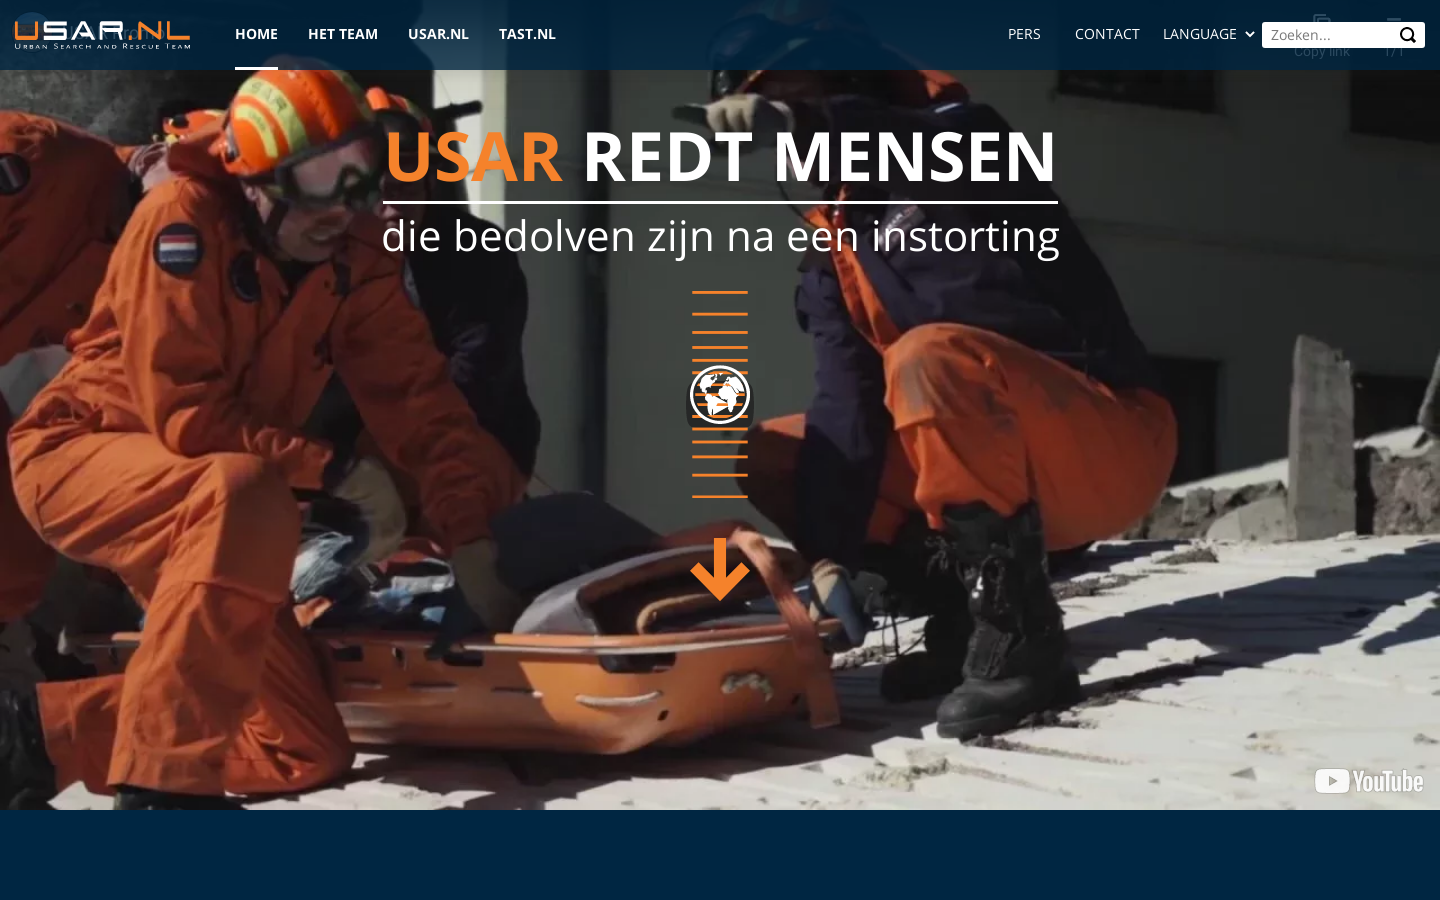 USAR.NL
URBAN SEARCH AND RESCUE TEAM
HOME HET TEAM USAR.NL TAST.NL
PERS CONTACT LANGUAGE Zoeken...
Copy link 1/1
USAR REDT MENSEN
die bedolven zijn na een instorting
YouTube